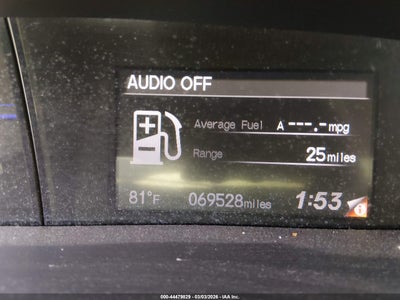 AUDIO OFF
Average Fuel A ---.- mpg
Range 25 miles
81°F 069528 miles 1:53
000-44479829 - 03/03/2026 - IAA Inc.